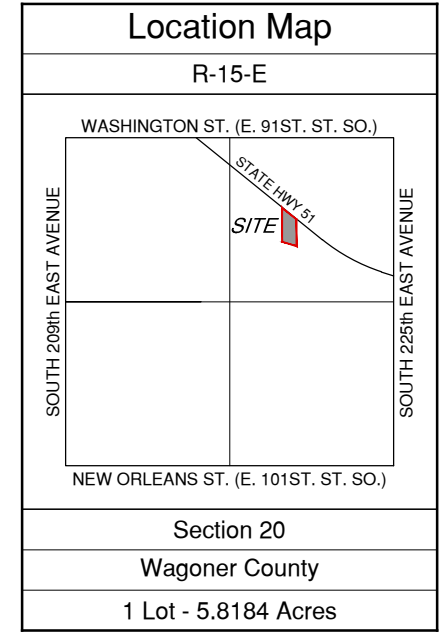 Location Map
R-15-E
WASHINGTON ST. (E. 91ST. ST. SO.)
STATE HWY 51
SITE
SOUTH 209th EAST AVENUE
SOUTH 225th EAST AVENUE
NEW ORLEANS ST. (E. 101ST. ST. SO.)
Section 20
Wagoner County
1 Lot - 5.8184 Acres